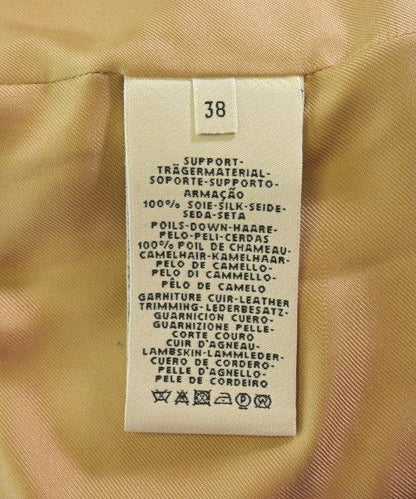 38
SUPPORT-
TRÄGERMATERIAL-
SOPORTE-SUPPORTO-
ARMAÇÃO
100% SOIE-SILK-SEIDE-
SEDA-SETA
POILS-DOWN-HAARE-
PELO-PELI-CERDAS
100% POIL DE CHAMEAU-
CAMELHAIR-KAMELHAAR-
PELO DE CAMELLO-
PELO DI CAMMELLO-
PÊLO DE CAMELO
GARNITURE CUIR-LEATHER
TRIMMING-LEDERBESATZ-
GUARNICION CUERO-
GUARNIZIONE PELLE-
CORTE COURO
CUIR D'AGNEAU-
LAMBSKIN-LAMMLEDER-
CUERO DE CORDERO-
PELLE D'AGNELLO-
PELE DE CORDEIRO
P W